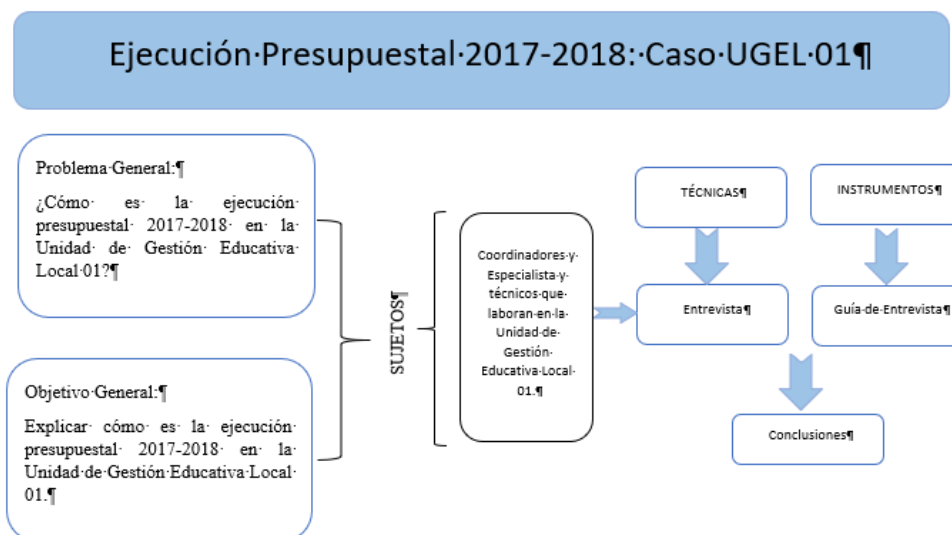 Ejecución·Presupuestal·2017-2018:·Caso·UGEL·01¶
Problema·General:¶
¿Cómo· es· la· ejecución·
presupuestal· 2017-2018· en· la·
Unidad· de· Gestión· Educativa·
Local·01?¶
Objetivo·General:¶
Explicar· cómo· es· la· ejecución·
presupuestal· 2017-2018· en· la·
Unidad·de·Gestión·Educativa·Local·
01.¶
SUJETOS¶
Coordinadores·y·
Especialista·y·
técnicos·que·
laboran·en·la·
Unidad·de·
Gestión·
Educativa·Local·
01.¶
TÉCNICAS¶
INSTRUMENTOS¶
Entrevista¶
Guía·de·Entrevista¶
Conclusiones¶